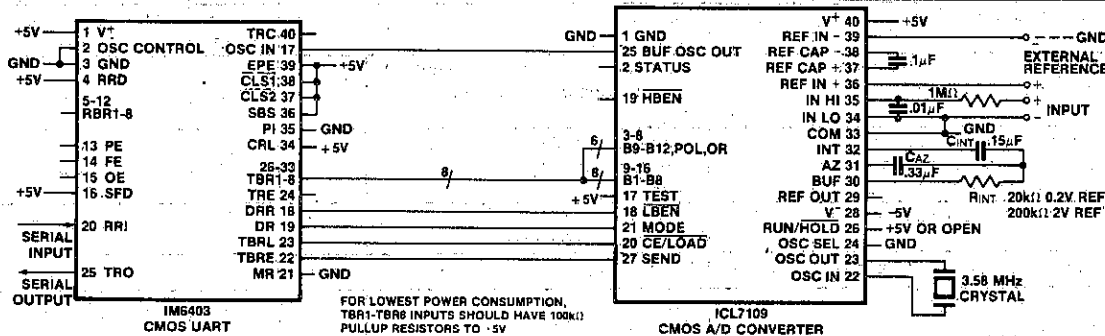 +5V
1 V+
TRC 40
2 OSC CONTROL
OSC IN 17
GND
3 GND
EPE 39
+5V
+5V
4 RRD
CLS1 38
CLS2 37
5-12
RBR1-8
SBS 36
PI 35
GND
13 PE
CRL 34
+5V
14 FE
26-33
15 OE
TBR1-8
8
+5V
16 SFD
TRE 24
DRR 18
20 RRI
DR 19
SERIAL
INPUT
TBRL 23
TBRE 22
25 TRO
MR 21
GND
SERIAL
OUTPUT
IM6403
CMOS UART
FOR LOWEST POWER CONSUMPTION,
TBR1-TBR8 INPUTS SHOULD HAVE 100kΩ
PULLUP RESISTORS TO +5V
GND
1 GND
V+ 40
+5V
REF IN - 39
GND
25 BUF OSC OUT
REF CAP - 38
.1µF
EXTERNAL
REFERENCE
2 STATUS
REF CAP + 37
REF IN + 36
+
1MΩ
19 HBEN
IN HI 35
+
.01µF
INPUT
IN LO 34
-
3-8
COM 33
GND
6
B9-B12,POL,OR
INT 32
CINT .15µF
9-16
AZ 31
CAZ
.33µF
8
B1-B8
BUF 30
+5V
17 TEST
REF OUT 29
RINT 20kΩ 0.2V REF
200kΩ 2V REF
18 LBEN
V- 28
-5V
21 MODE
RUN/HOLD 26
+5V OR OPEN
20 CE/LOAD
OSC SEL 24
GND
27 SEND
OSC OUT 23
OSC IN 22
3.58 MHz
CRYSTAL
ICL7109
CMOS A/D CONVERTER